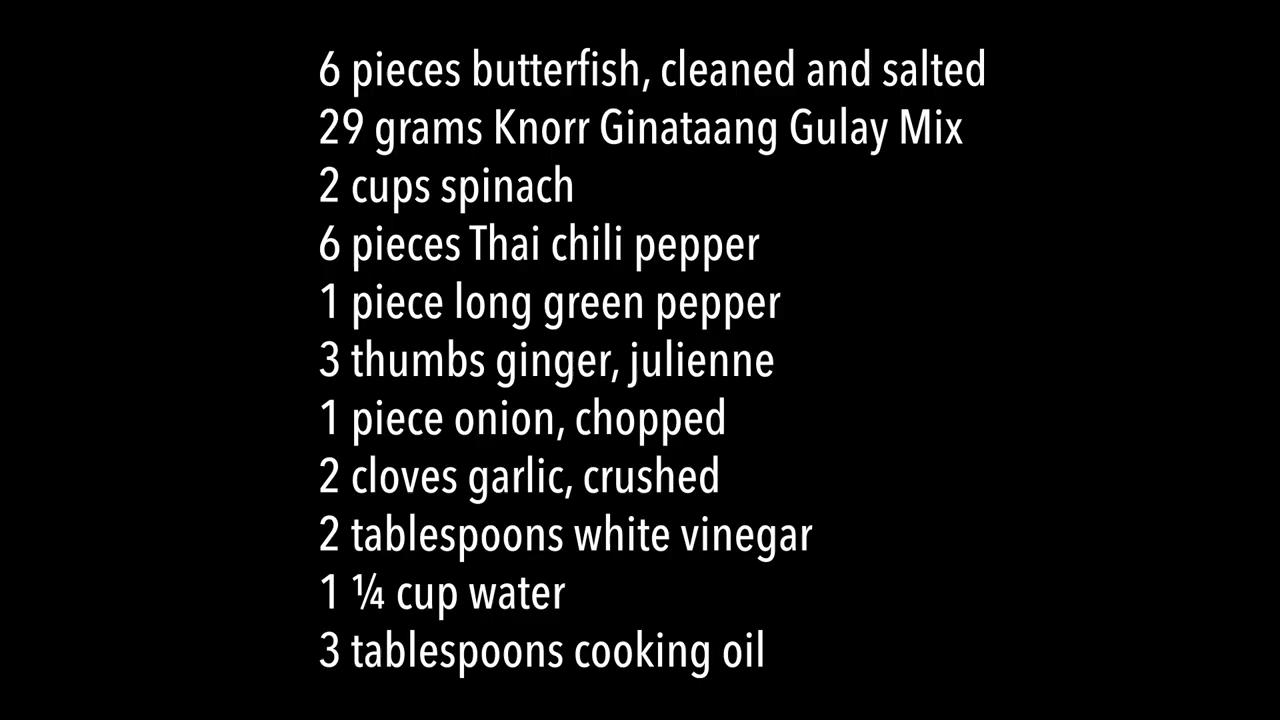 6 pieces butterfish, cleaned and salted
29 grams Knorr Ginataang Gulay Mix
2 cups spinach
6 pieces Thai chili pepper
1 piece long green pepper
3 thumbs ginger, julienne
1 piece onion, chopped
2 cloves garlic, crushed
2 tablespoons white vinegar
1 ¼ cup water
3 tablespoons cooking oil